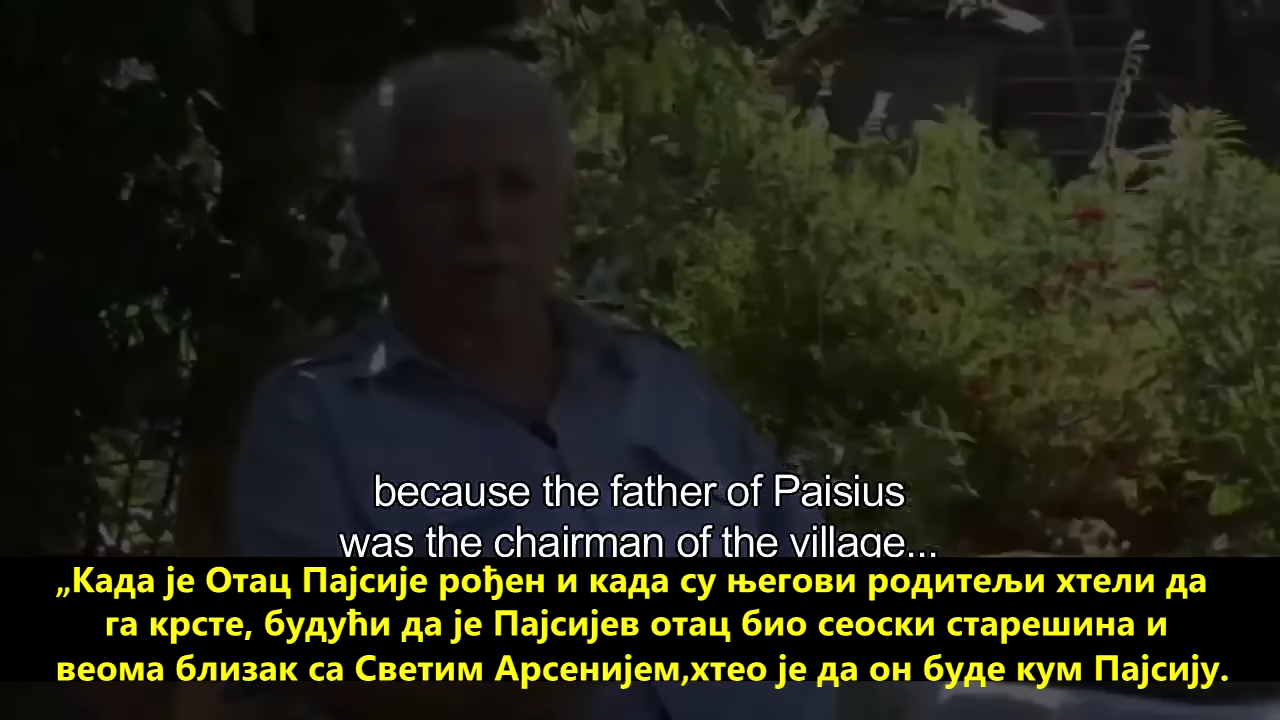 because the father of Paisius
was the chairman of the village...
„Када је Отац Пајсије рођен и када су његови родитељи хтели да
га крсте, будући да је Пајсијев отац био сеоски старешина и
веома близак са Светим Арсенијем,хтео је да он буде кум Пајсију.